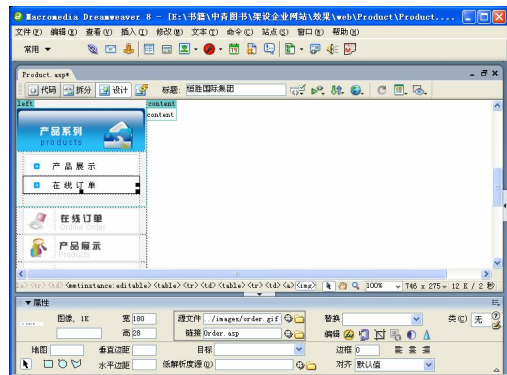 Macromedia Dreamweaver 8 - [E:\书籍\中青图书\架设企业网站\效果\web\Product\Product....
文件(F) 编辑(E) 查看(V) 插入(I) 修改(M) 文本(T) 命令(C) 站点(S) 窗口(W) 帮助(H)
常用
Product.asp*
代码 拆分 设计 标题: 恒胜国际集团
left content
content
产品系列
products
产品展示
在线订单
在线订单
Online Order
产品展示
Products
<tr> <td> <mmtinstance:editable> <table> <tr> <td> <table> <tr> <td> <a> <img> 100% 746 x 275 12 K / 2 秒
属性
图像, 1K 宽 180 源文件 ../images/order.gif 替换 类(C) 无
高 28 链接 Order.asp 编辑
地图 垂直边距 目标 边框 0
水平边距 低解析度源(O) 对齐 默认值